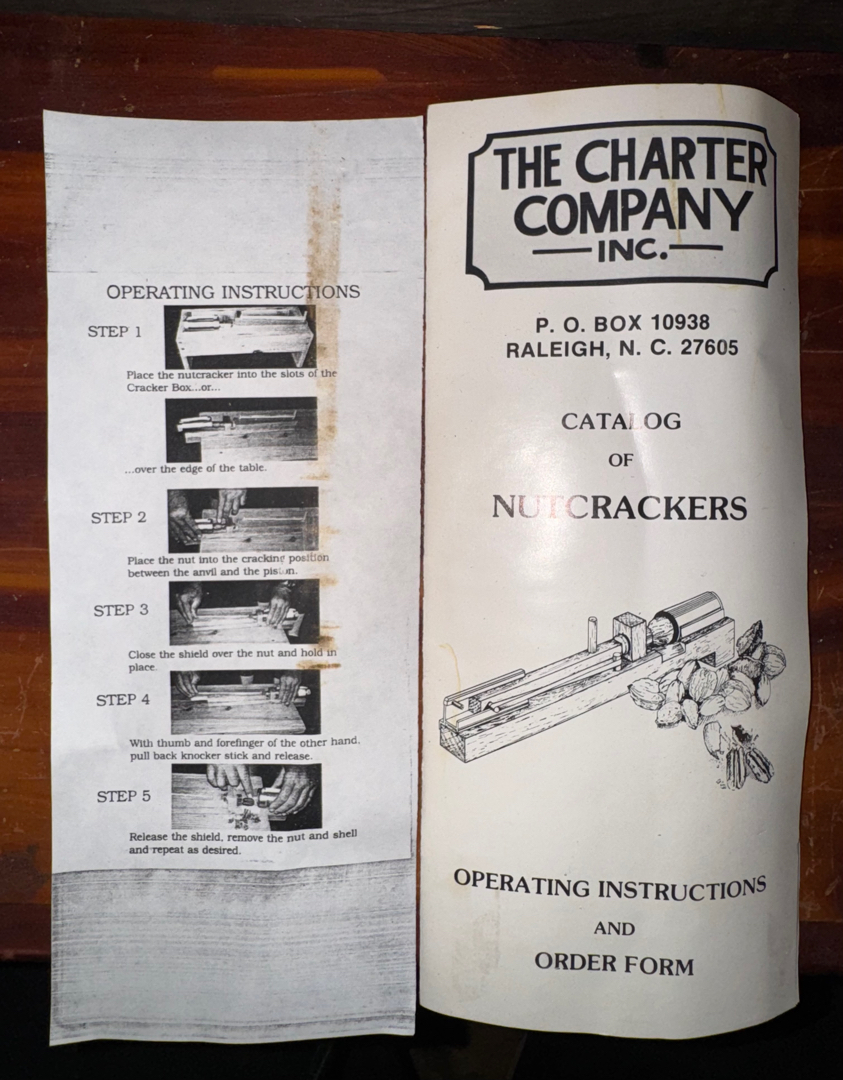 OPERATING INSTRUCTIONS
STEP 1
Place the nutcracker into the slots of the
Cracker Box...or...
...over the edge of the table.
STEP 2
Place the nut into the cracking position
between the anvil and the piston.
STEP 3
Close the shield over the nut and hold in
place.
STEP 4
With thumb and forefinger of the other hand,
pull back knocker stick and release.
STEP 5
Release the shield, remove the nut and shell
and repeat as desired.
THE CHARTER
COMPANY
INC.
P. O. BOX 10938
RALEIGH, N. C. 27605
CATALOG
OF
NUTCRACKERS
OPERATING INSTRUCTIONS
AND
ORDER FORM